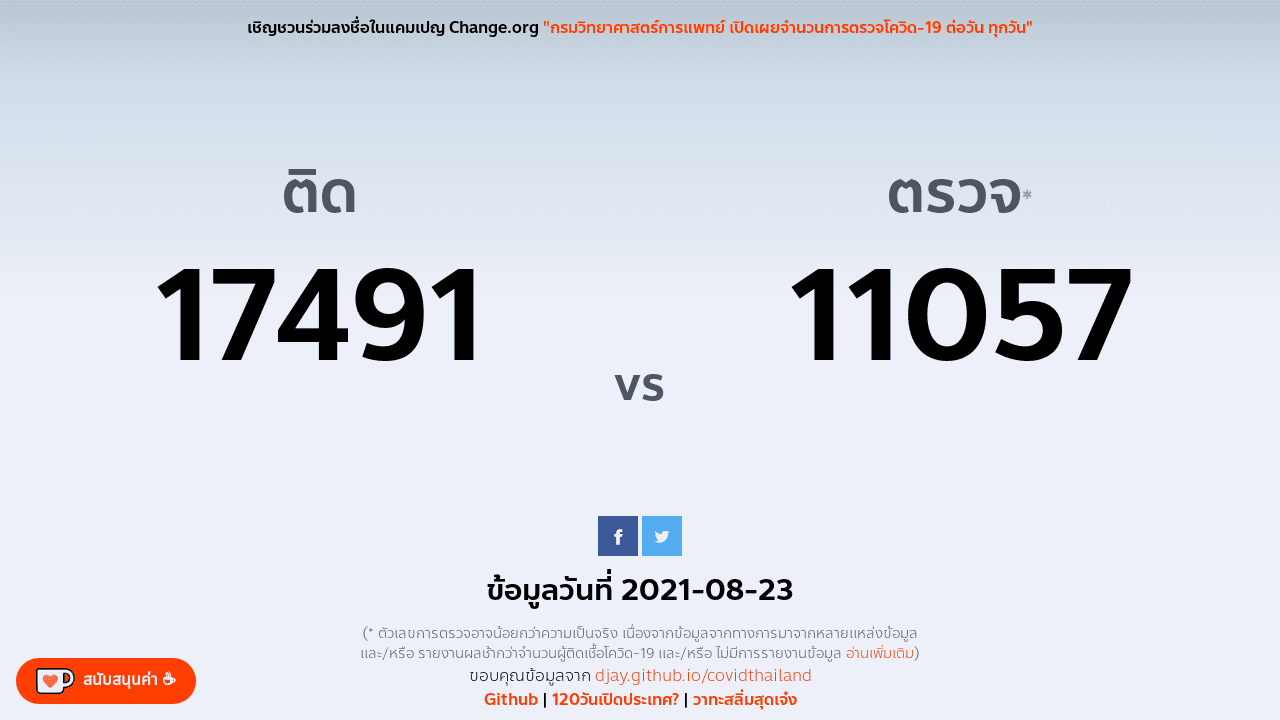 เชิญชวนร่วมลงชื่อในแคมเปญ Change.org "กรมวิทยาศาสตร์การแพทย์ เปิดเผยจำนวนการตรวจโควิด-19 ต่อวัน ทุกวัน"
ติด
17491
vs
ตรวจ*
11057
ข้อมูลวันที่ 2021-08-23
(* ตัวเลขการตรวจอาจน้อยกว่าความเป็นจริง เนื่องจากข้อมูลจากทางการมาจากหลายแหล่งข้อมูล
และ/หรือ รายงานผลช้ากว่าจำนวนผู้ติดเชื้อโควิด-19 และ/หรือ ไม่มีการรายงานข้อมูล อ่านเพิ่มเติม)
ขอบคุณข้อมูลจาก djay.github.io/covidthailand
Github | 120วันเปิดประเทศ? | วาทะสลิ่มสุดเจ๋ง
สนับสนุนค่า ☕